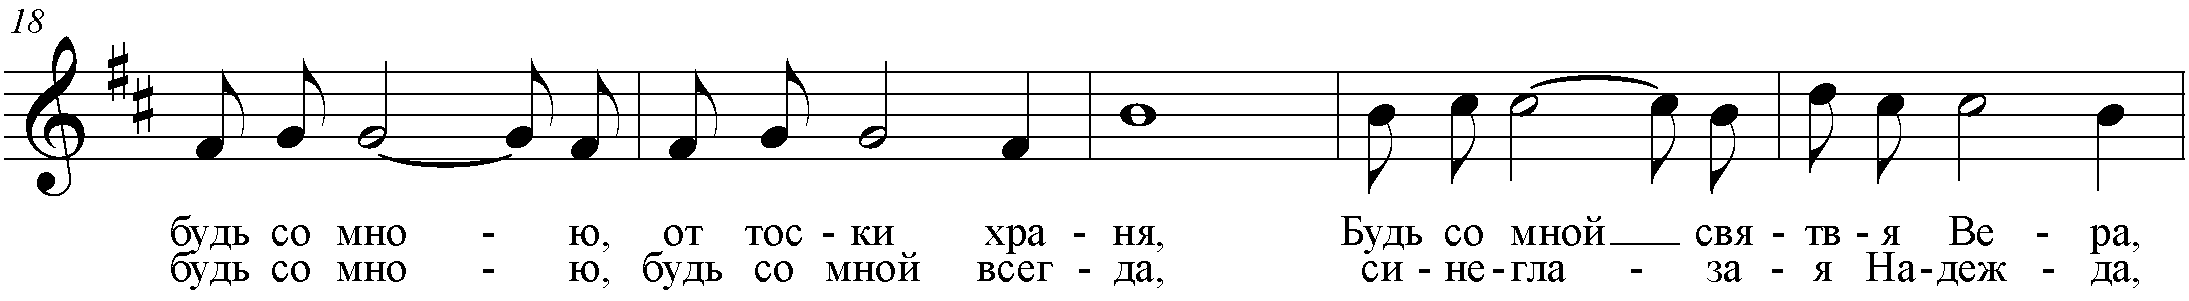 18
будь со мно - ю, от тос - ки хра - ня, Будь со мной___ свя - тв - я Ве - ра,
будь со мно - ю, будь со мной всег - да, си - не - гла - за - я На - деж - да,